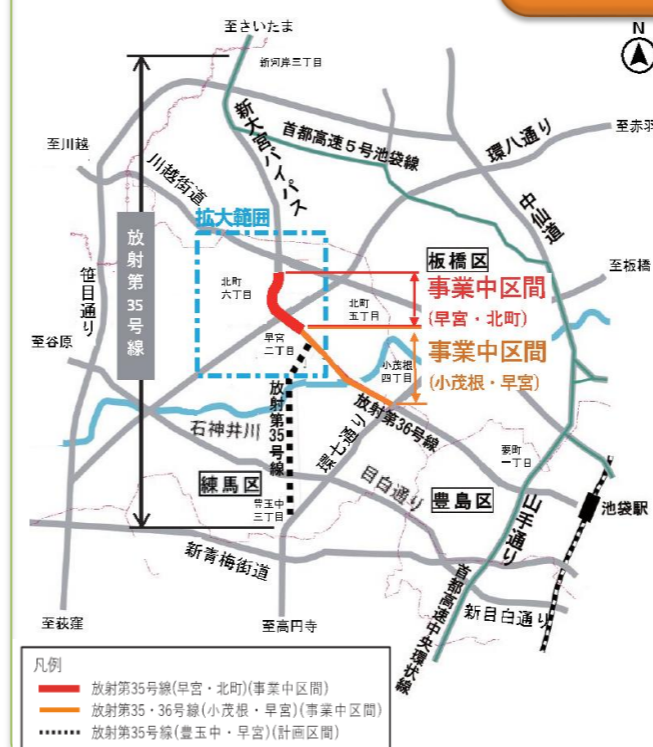 至さいたま
N
新河岸三丁目
新大宮バイパス
首都高速5号池袋線
環八通り
至赤羽
至川越
川越街道
中仙道
拡大範囲
放射第35号線
板橋区
至板橋
笹目通り
北町
六丁目
北町
五丁目
事業中区間
(早宮・北町)
至谷原
早宮
二丁目
事業中区間
(小茂根・早宮)
小茂根
四丁目
放射第35号線
放射第36号線
石神井川
環七通り
要町
一丁目
練馬区
目白通り
豊島区
山手通り
池袋駅
豊玉中
三丁目
新青梅街道
首都高速中央環状線
新目白通り
至荻窪
至高円寺
凡例
放射第35号線(早宮・北町)(事業中区間)
放射第35・36号線(小茂根・早宮)(事業中区間)
放射第35号線(豊玉中・早宮)(計画区間)